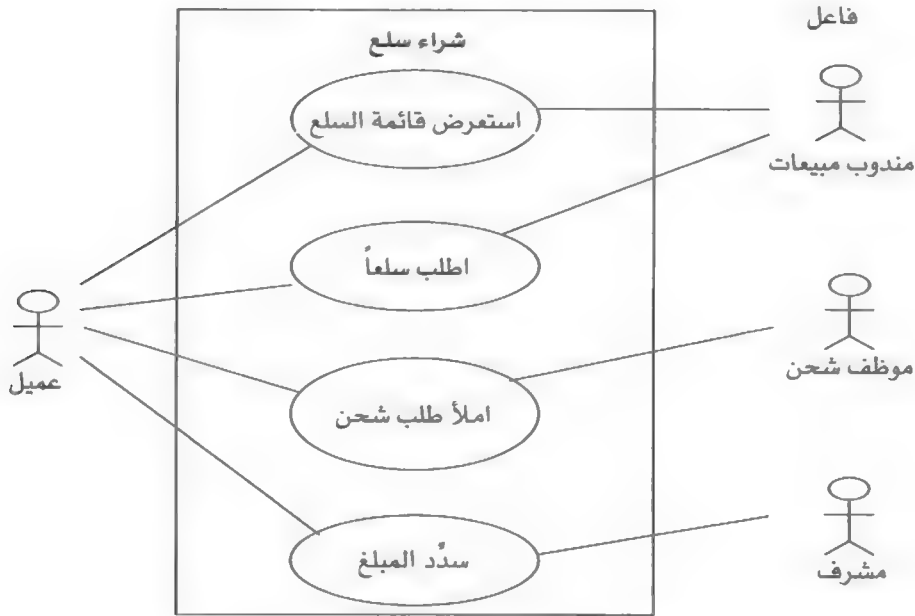 فاعل
شراء سلع
استعرض قائمة السلع
مندوب مبيعات
اطلب سلعاً
عميل
موظف شحن
املأ طلب شحن
سدِّد المبلغ
مشرف